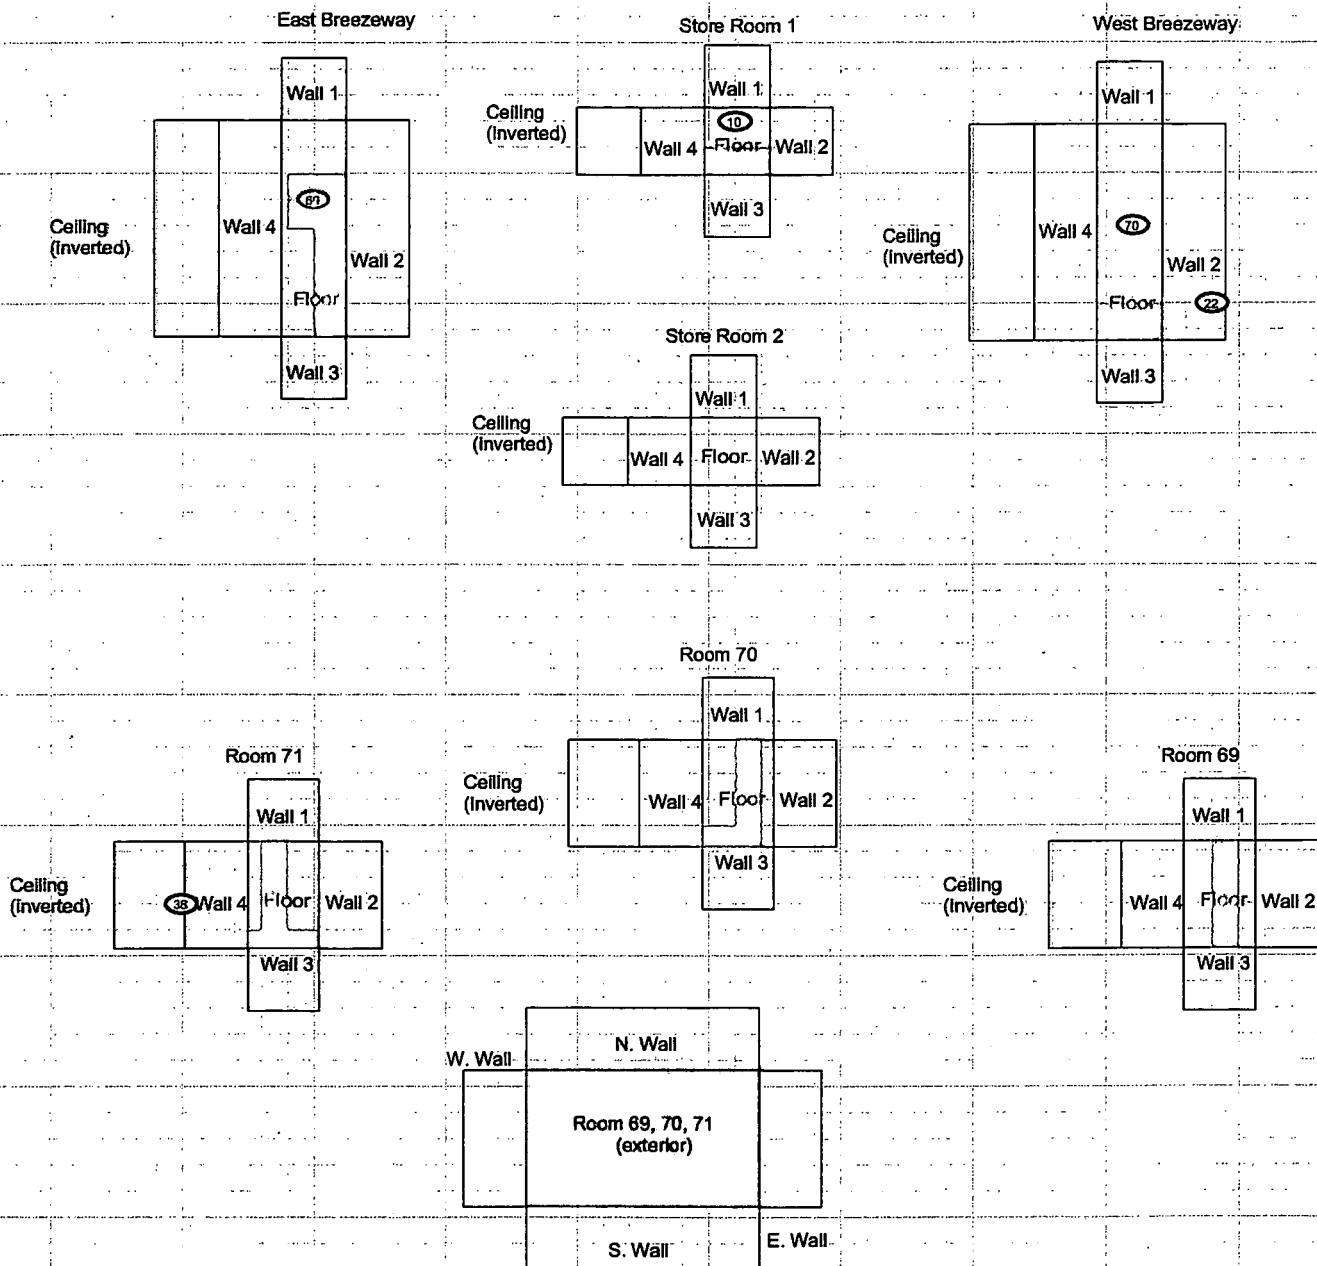 East Breezeway
Store Room 1
West Breezeway
Wall 1
Wall 1
Wall 1
Ceiling
(Inverted)
10
Wall 4
Floor
Wall 2
Wall 3
Ceiling
(Inverted)
Wall 4
Wall 2
Floor
Wall 3
Ceiling
(Inverted)
Wall 4
70
Wall 2
Floor
22
Wall 3
Store Room 2
Wall 1
Ceiling
(Inverted)
Wall 4
Floor
Wall 2
Wall 3
Room 70
Wall 1
Ceiling
(Inverted)
Wall 4
Floor
Wall 2
Wall 3
Room 71
Wall 1
Ceiling
(Inverted)
38
Wall 4
Floor
Wall 2
Wall 3
Room 69
Wall 1
Ceiling
(Inverted)
Wall 4
Floor
Wall 2
Wall 3
N. Wall
W. Wall
Room 69, 70, 71
(exterior)
S. Wall
E. Wall